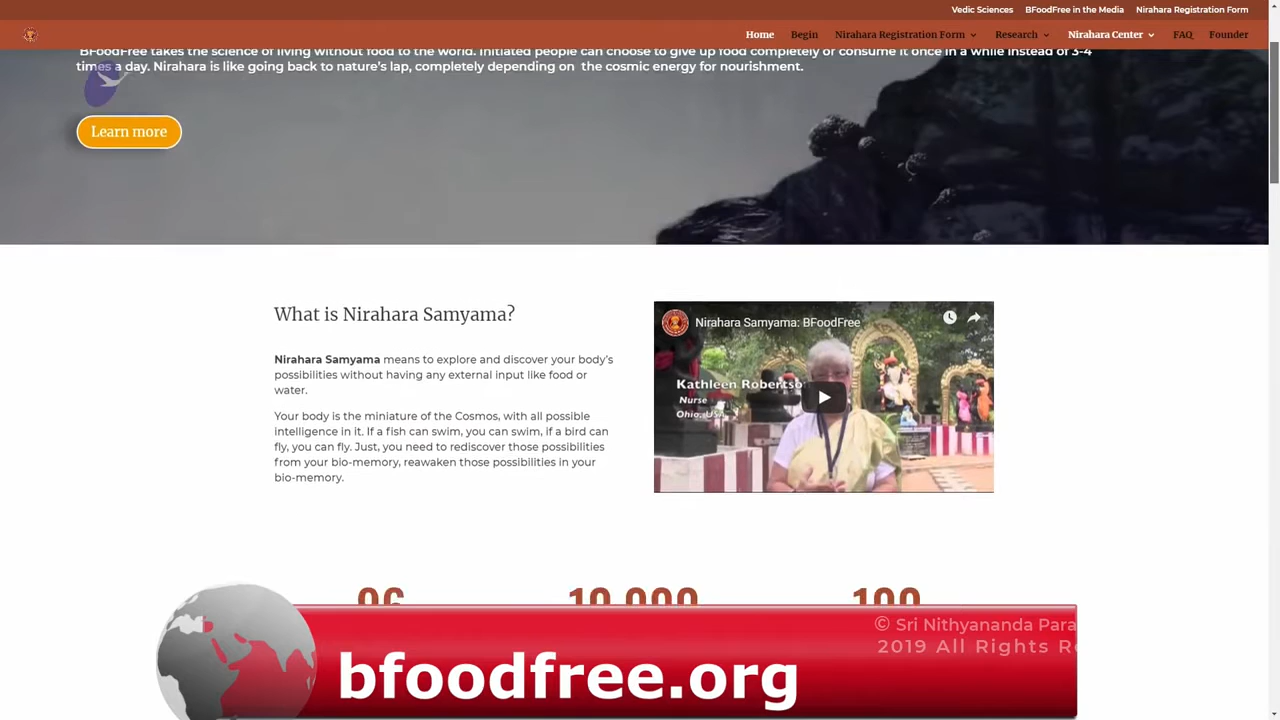 Vedic Sciences BFoodFree in the Media Nirahara Registration Form
Home Begin Nirahara Registration Form Research Nirahara Center FAQ Founder
BFoodFree takes the science of living without food to the world. Initiated people can choose to give up food completely or consume it once in a while instead of 3-4
times a day. Nirahara is like going back to nature's lap, completely depending on the cosmic energy for nourishment.
Learn more
What is Nirahara Samyama?
Nirahara Samyama means to explore and discover your body's
possibilities without having any external input like food or
water.
Your body is the miniature of the Cosmos, with all possible
intelligence in it. If a fish can swim, you can swim, if a bird can
fly, you can fly. Just, you need to rediscover those possibilities
from your bio-memory, reawaken those possibilities in your
bio-memory.
Nirahara Samyama: BFoodFree
Kathleen Robertso
Nurse
Ohio, USA
10,000 100
© Sri Nithyananda Para
2019 All Rights Re
bfoodfree.org